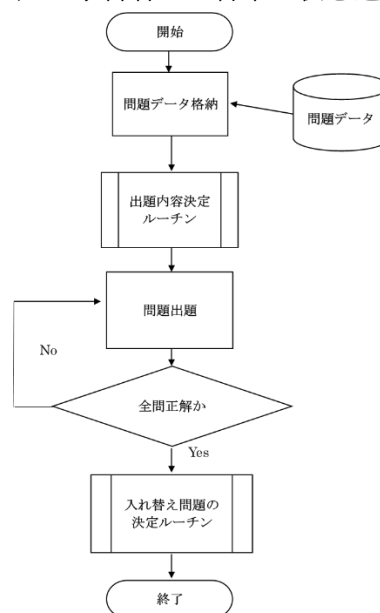 開始
問題データ格納
問題データ
出題内容決定
ルーチン
問題出題
No
全問正解か
Yes
入れ替え問題の
決定ルーチン
終了